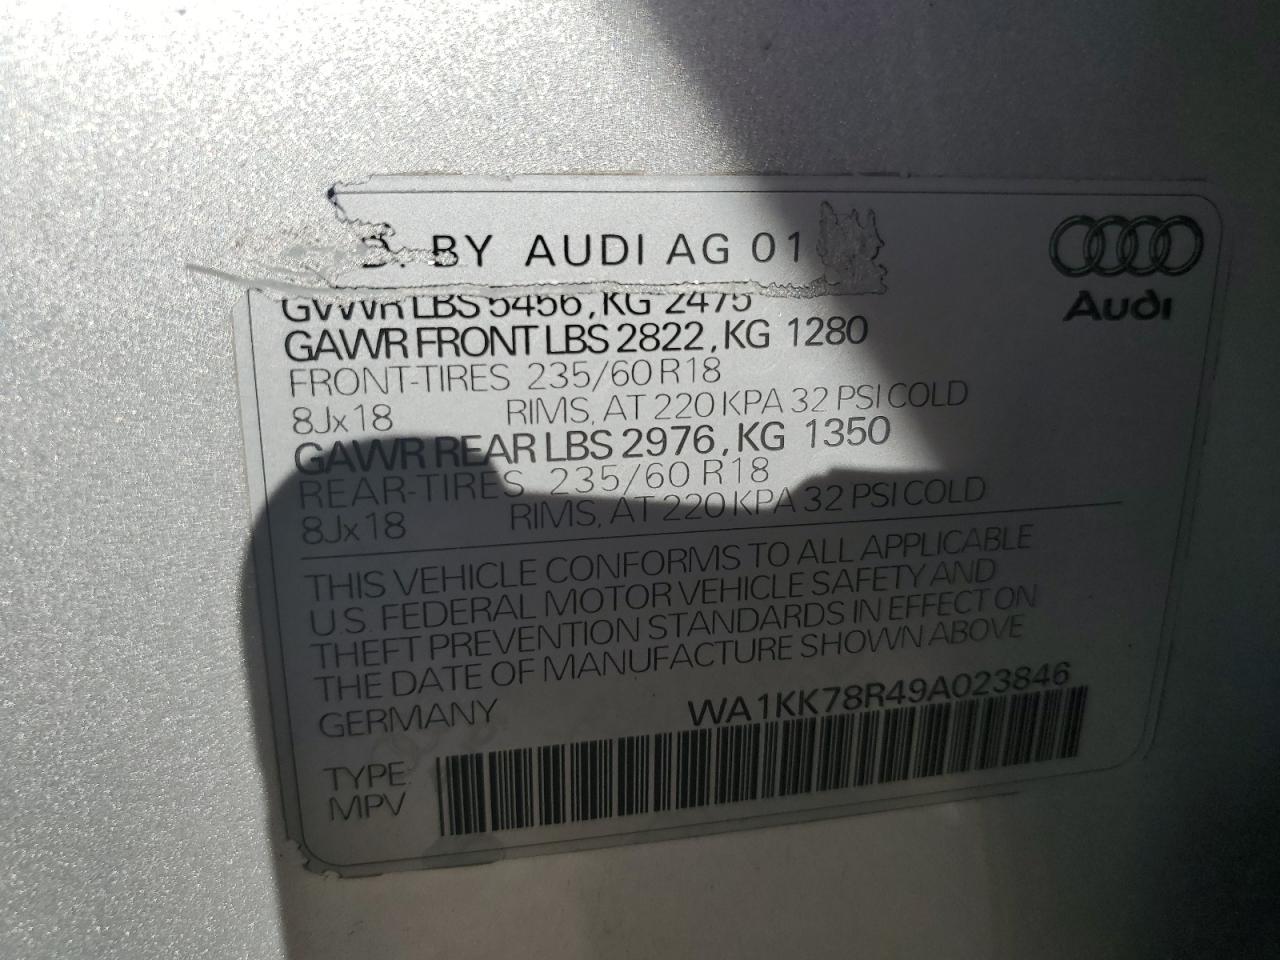 D. BY AUDI AG 01
Audi
GVWR LBS 5456, KG 2475
GAWR FRONT LBS 2822, KG 1280
FRONT-TIRES 235/60 R18
8Jx18 RIMS, AT 220 KPA 32 PSI COLD
GAWR REAR LBS 2976, KG 1350
REAR-TIRES 235/60 R18
8Jx18 RIMS, AT 220 KPA 32 PSI COLD
THIS VEHICLE CONFORMS TO ALL APPLICABLE
U.S. FEDERAL MOTOR VEHICLE SAFETY AND
THEFT PREVENTION STANDARDS IN EFFECT ON
THE DATE OF MANUFACTURE SHOWN ABOVE
GERMANY WA1KK78R49A023846
TYPE:
MPV